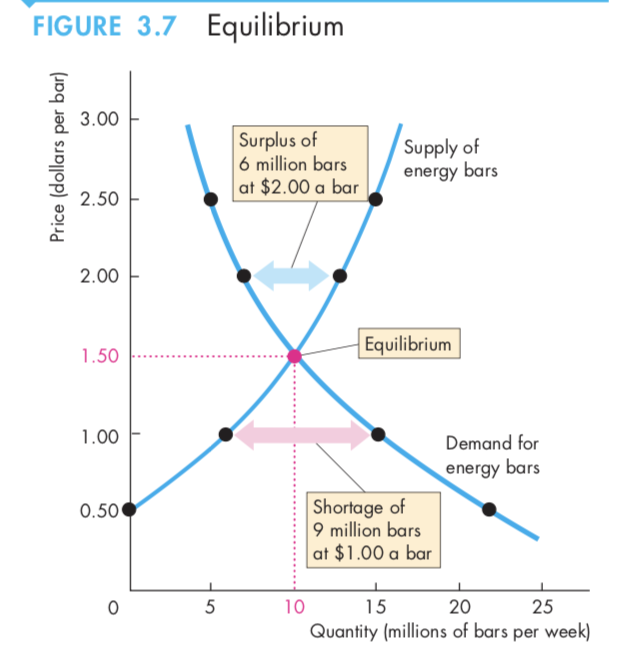 FIGURE 3.7 Equilibrium
Price (dollars per bar)
3.00
2.50
2.00
1.50
1.00
0.50
0
Surplus of
6 million bars
at $2.00 a bar
Supply of
energy bars
Equilibrium
Demand for
energy bars
Shortage of
9 million bars
at $1.00 a bar
5
10
15
20
25
Quantity (millions of bars per week)